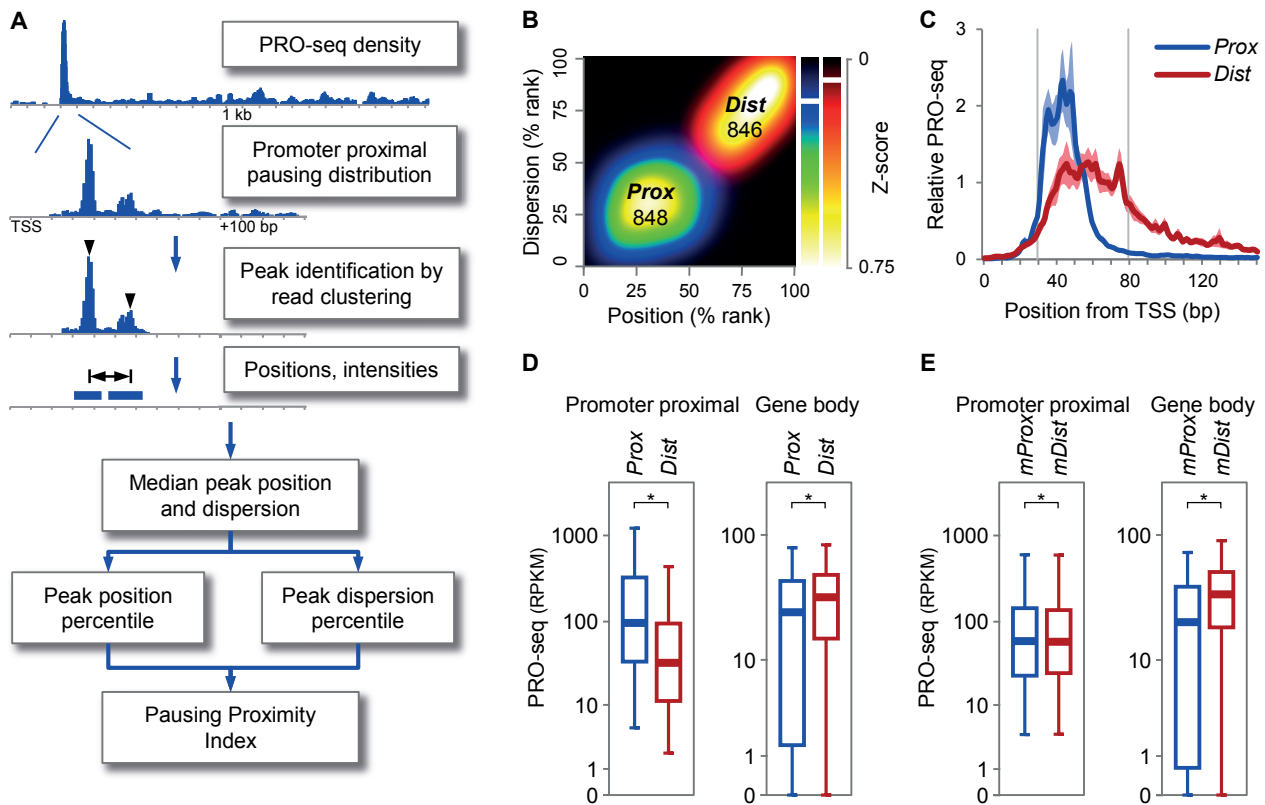 A
PRO-seq density
1 kb
Promoter proximal
pausing distribution
TSS
+100 bp
Peak identification by
read clustering
Positions, intensities
Median peak position
and dispersion
Peak position
percentile
Peak dispersion
percentile
Pausing Proximity
Index
B
Dispersion (% rank)
100
75
50
25
0
Dist
846
Prox
848
0 25 50 75 100
Position (% rank)
0
Z-score
0.75
C
Relative PRO-seq
3
2
1
0
Prox
Dist
0 40 80 120
Position from TSS (bp)
D
Promoter proximal
Gene body
Prox
Dist
Prox
Dist
*
*
PRO-seq (RPKM)
1000
100
10
1
0
100
10
1
0
E
Promoter proximal
Gene body
mProx
mDist
mProx
mDist
*
*
PRO-seq (RPKM)
1000
100
10
1
0
100
10
1
0